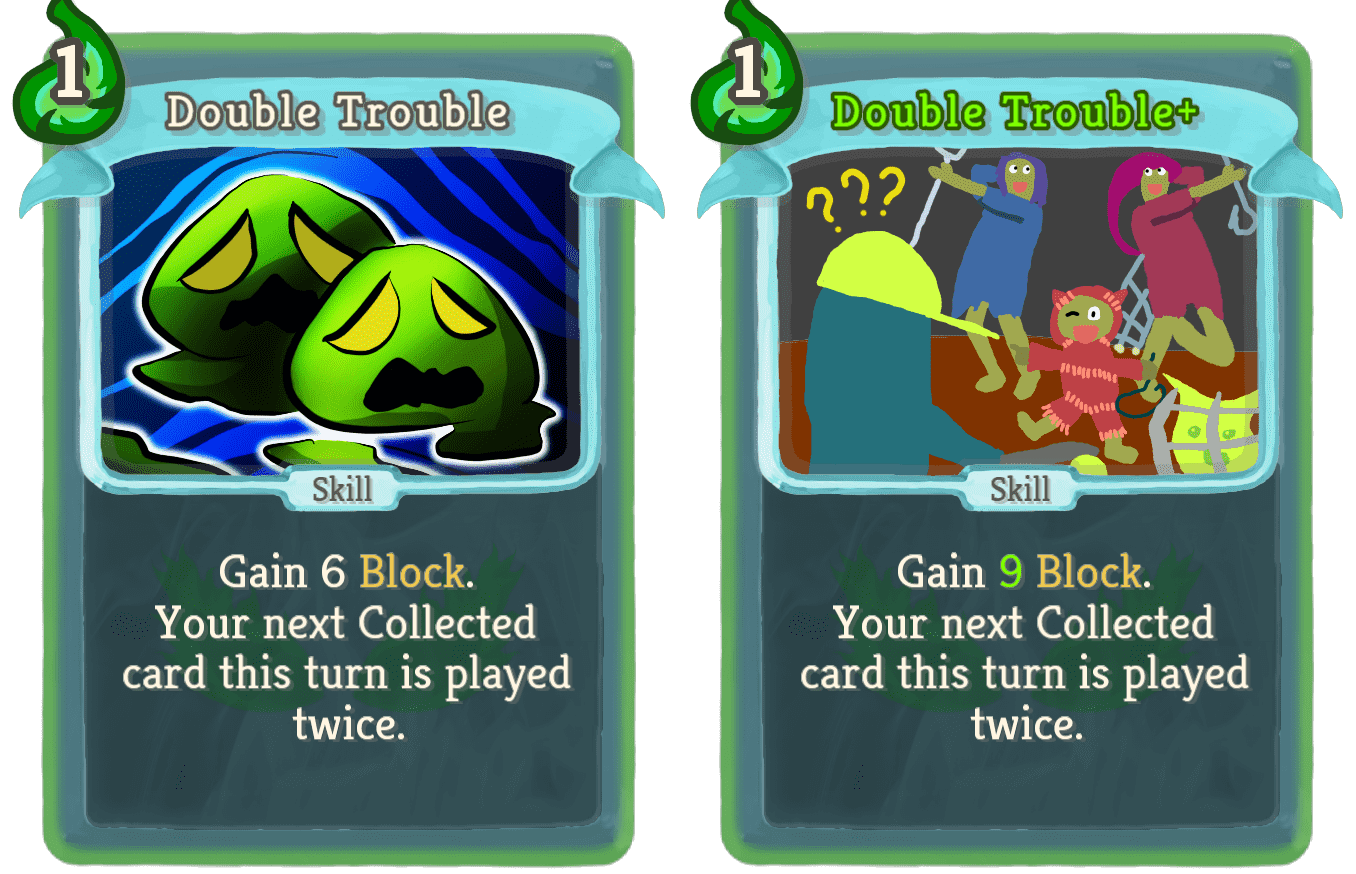 1
Double Trouble
Skill
Gain 6 Block.
Your next Collected
card this turn is played
twice.
1
Double Trouble+
???
Skill
Gain 9 Block.
Your next Collected
card this turn is played
twice.